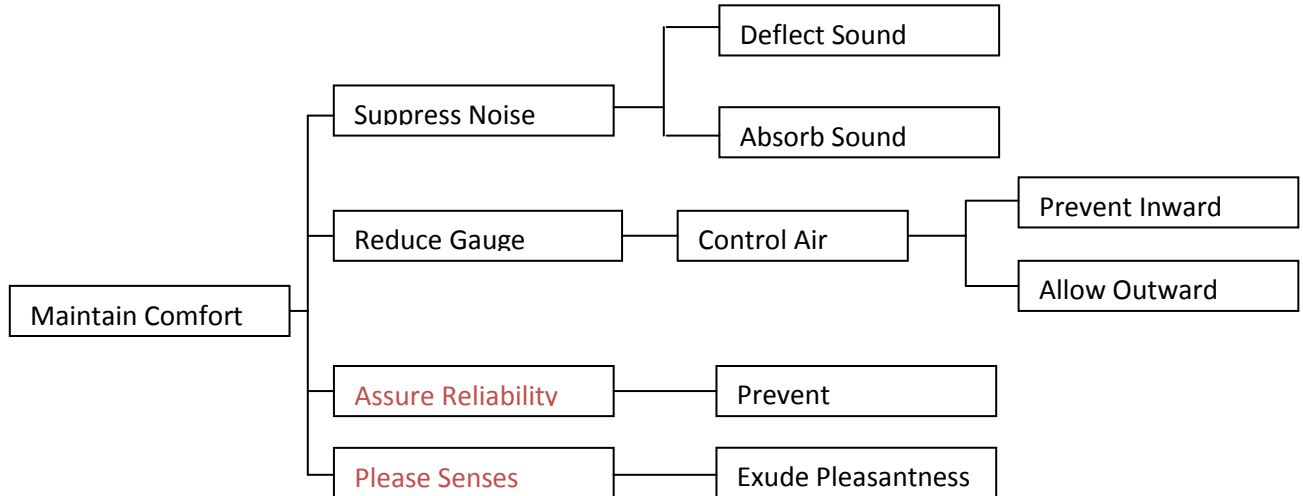 Deflect Sound
Suppress Noise
Absorb Sound
Prevent Inward
Reduce Gauge
Control Air
Allow Outward
Maintain Comfort
Assure Reliability
Prevent
Please Senses
Exude Pleasantness